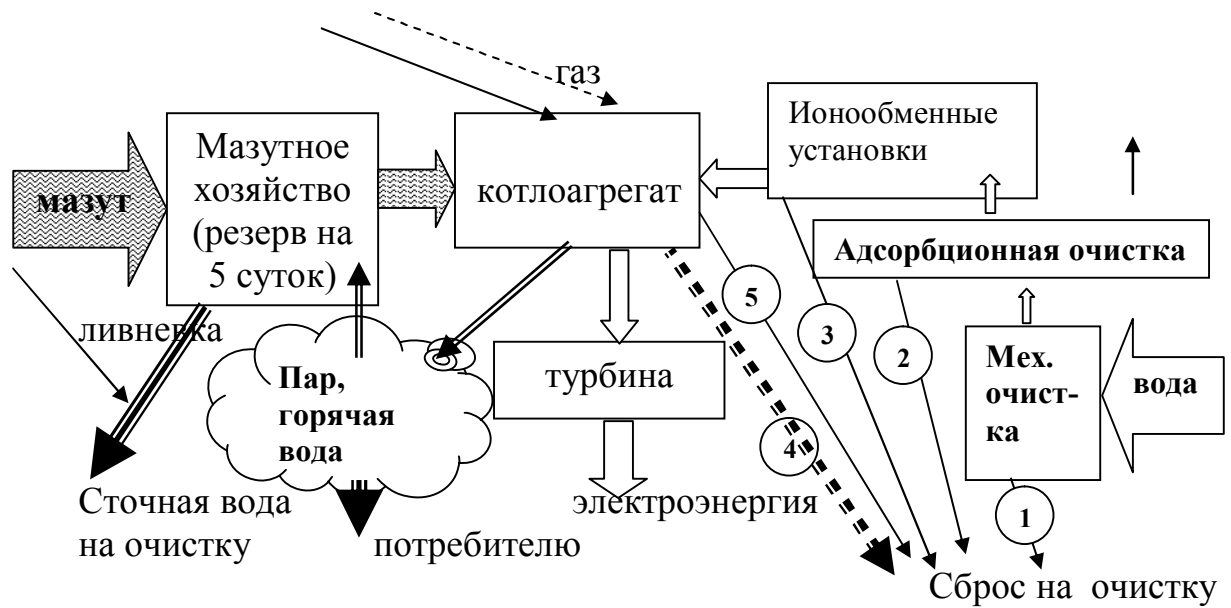 газ
Ионообменные
установки
Мазутное
хозяйство
(резерв на
5 суток)
мазут
котлоагрегат
Адсорбционная очистка
ливневка
5
3
2
Мех.
очист-
ка
вода
турбина
Пар,
горячая
вода
4
1
Сточная вода
на очистку
электроэнергия
потребителю
Сброс на очистку